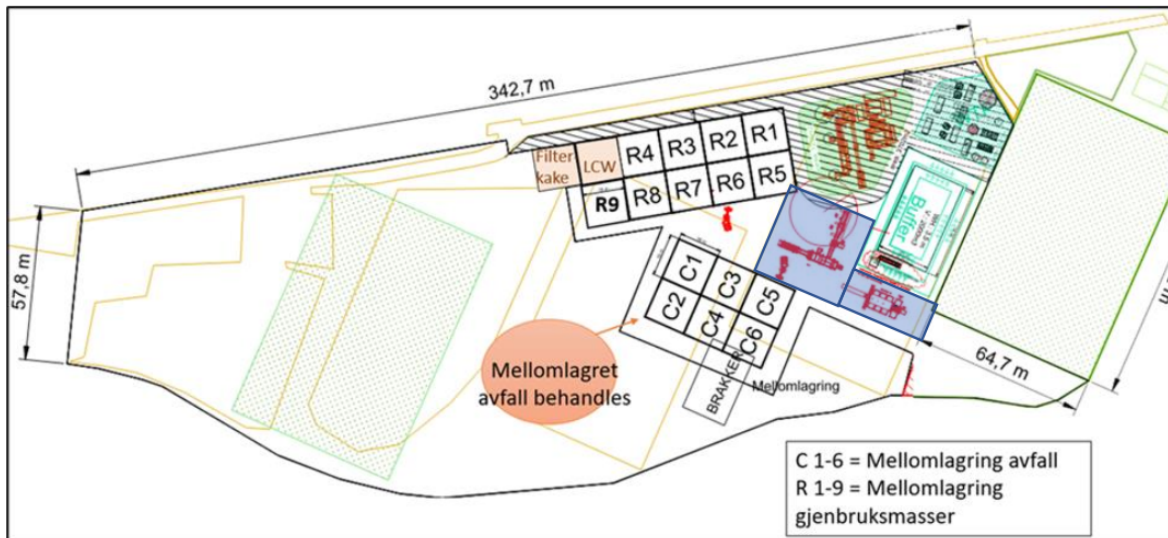 342,7 m
57,8 m
Filter
kake
LCW
R4
R3
R2
R1
R9
R8
R7
R6
R5
Buffer
C1
C3
C5
C2
C4
C6
Mellomlagret
avfall behandles
BRAKKER
Mellomlagring
64,7 m
m
C 1-6 = Mellomlagring avfall
R 1-9 = Mellomlagring
gjenbruksmasser